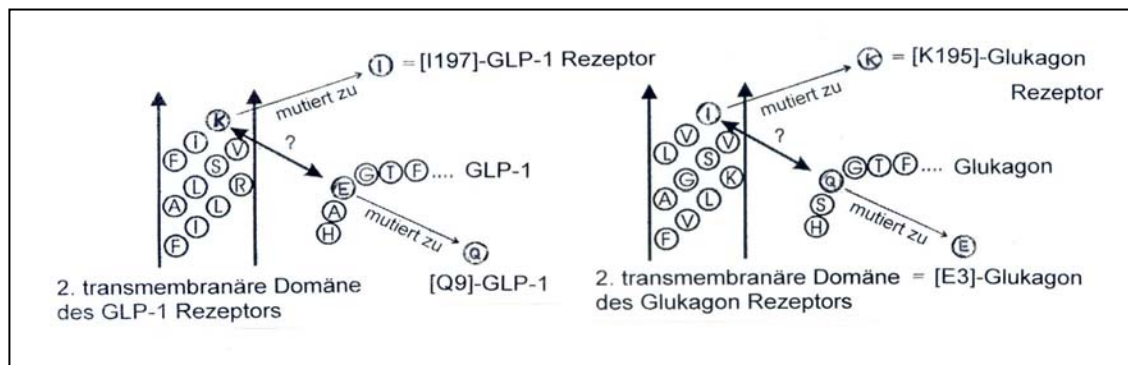 I = [I197]-GLP-1 Rezeptor
mutiert zu
K
I V
F S
L R
A L
I
F
?
E G T F .... GLP-1
A
H
mutiert zu
Q
[Q9]-GLP-1
2. transmembranäre Domäne
des GLP-1 Rezeptors
K = [K195]-Glukagon
Rezeptor
mutiert zu
I
V V
L S
G K
A L
V
F
?
Q G T F .... Glukagon
S
H
mutiert zu
E
= [E3]-Glukagon
2. transmembranäre Domäne
des Glukagon Rezeptors